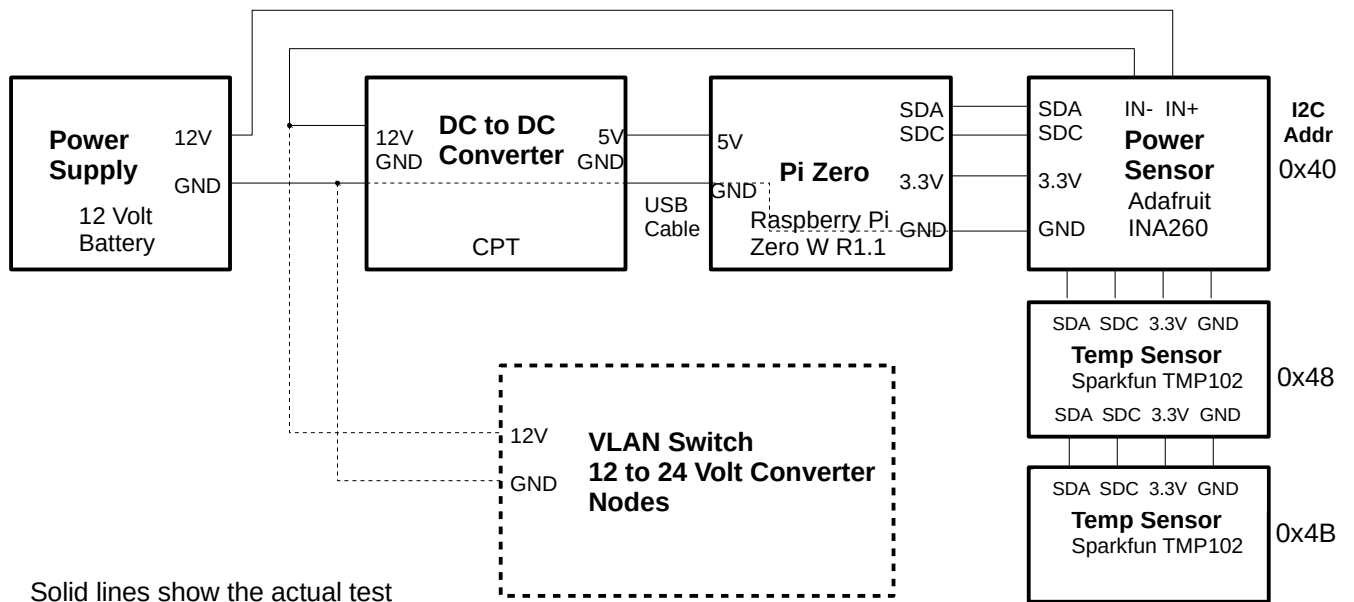 Power
Supply
12V
GND
12 Volt
Battery
12V
GND
DC to DC
Converter
5V
GND
CPT
USB
Cable
5V
GND
Pi Zero
Raspberry Pi
Zero W R1.1
SDA
SDC
3.3V
GND
SDA
SDC
3.3V
GND
IN- IN+
Power
Sensor
Adafruit
INA260
I2C
Addr
0x40
SDA SDC 3.3V GND
Temp Sensor
Sparkfun TMP102
SDA SDC 3.3V GND
0x48
SDA SDC 3.3V GND
Temp Sensor
Sparkfun TMP102
0x4B
12V
GND
VLAN Switch
12 to 24 Volt Converter
Nodes
Solid lines show the actual test